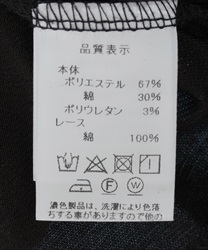 品質表示
本体
ポリエステル 67%
綿 30%
ポリウレタン 3%
レース
綿 100%
濃色製品は、洗濯により色落
ちする事がありますので他の